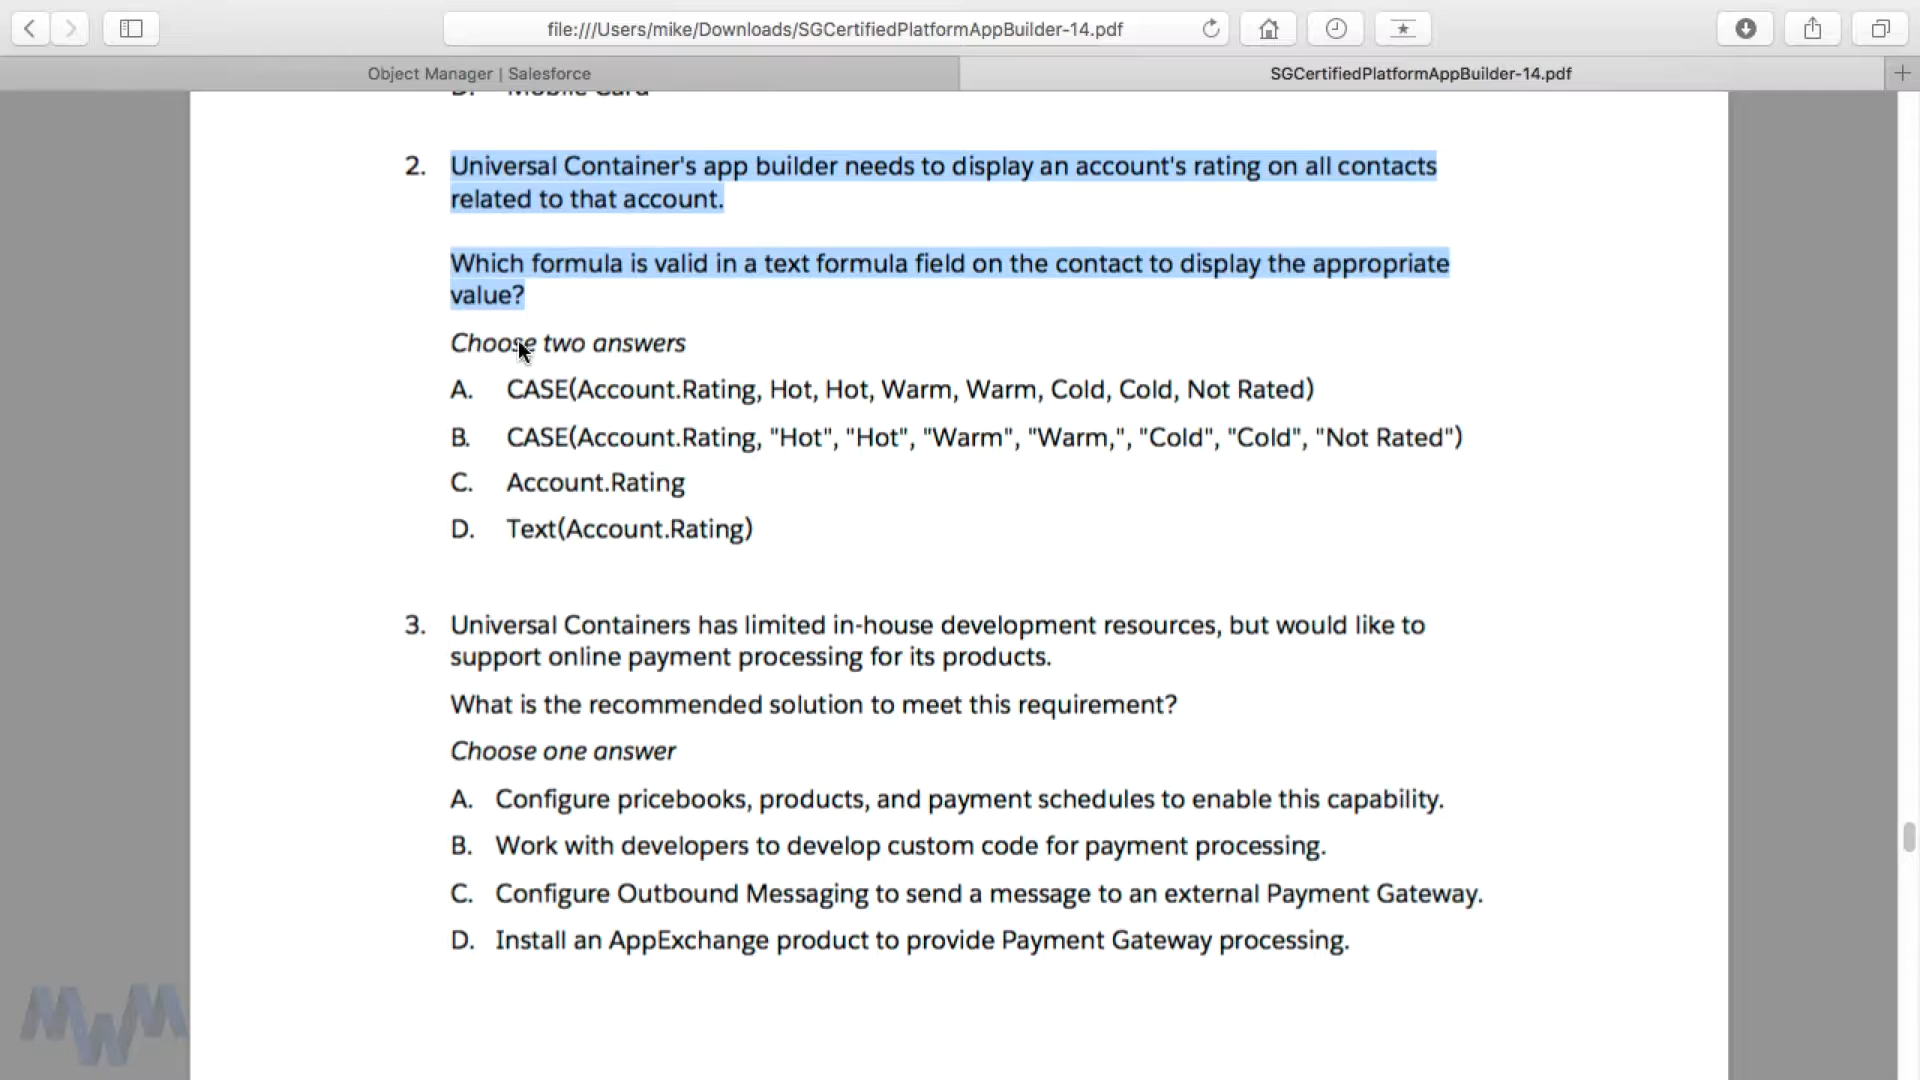 file:///Users/mike/Downloads/SGCertifiedPlatformAppBuilder-14.pdf
Object Manager | Salesforce
SGCertifiedPlatformAppBuilder-14.pdf
D. Mobile Card
2. Universal Container's app builder needs to display an account's rating on all contacts
related to that account.
Which formula is valid in a text formula field on the contact to display the appropriate
value?
Choose two answers
A. CASE(Account.Rating, Hot, Hot, Warm, Warm, Cold, Cold, Not Rated)
B. CASE(Account.Rating, "Hot", "Hot", "Warm", "Warm,", "Cold", "Cold", "Not Rated")
C. Account.Rating
D. Text(Account.Rating)
3. Universal Containers has limited in-house development resources, but would like to
support online payment processing for its products.
What is the recommended solution to meet this requirement?
Choose one answer
A. Configure pricebooks, products, and payment schedules to enable this capability.
B. Work with developers to develop custom code for payment processing.
C. Configure Outbound Messaging to send a message to an external Payment Gateway.
D. Install an AppExchange product to provide Payment Gateway processing.
MWM